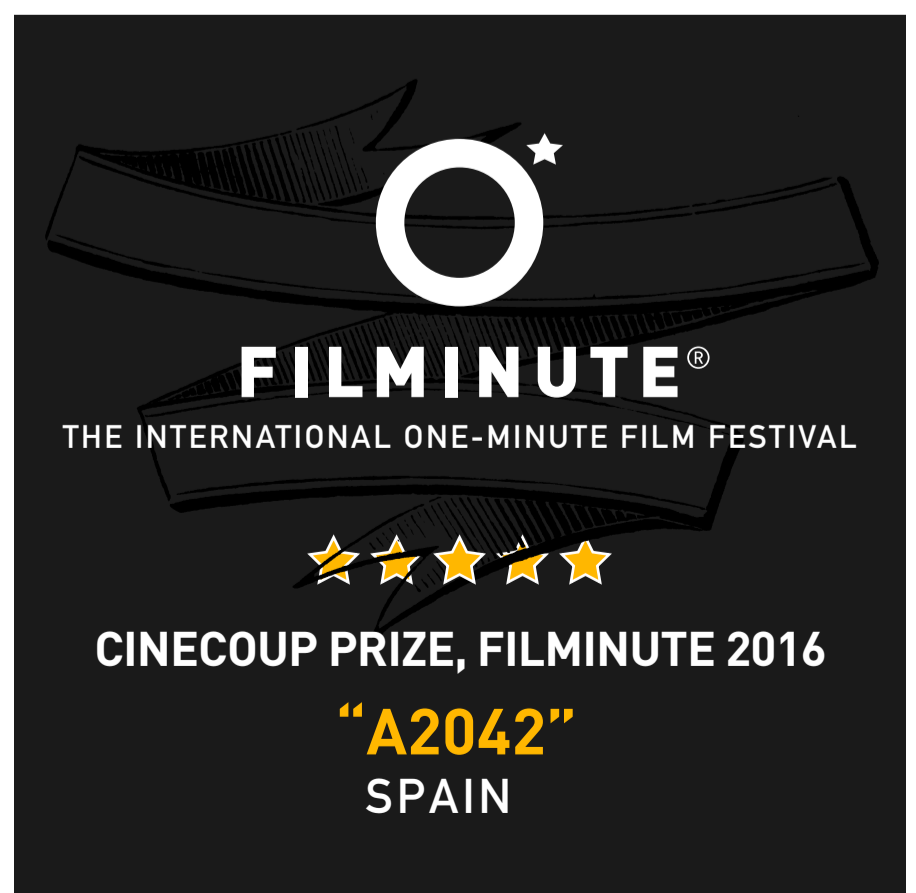 FILMINUTE®
THE INTERNATIONAL ONE-MINUTE FILM FESTIVAL
CINECOUP PRIZE, FILMINUTE 2016
“A2042”
SPAIN